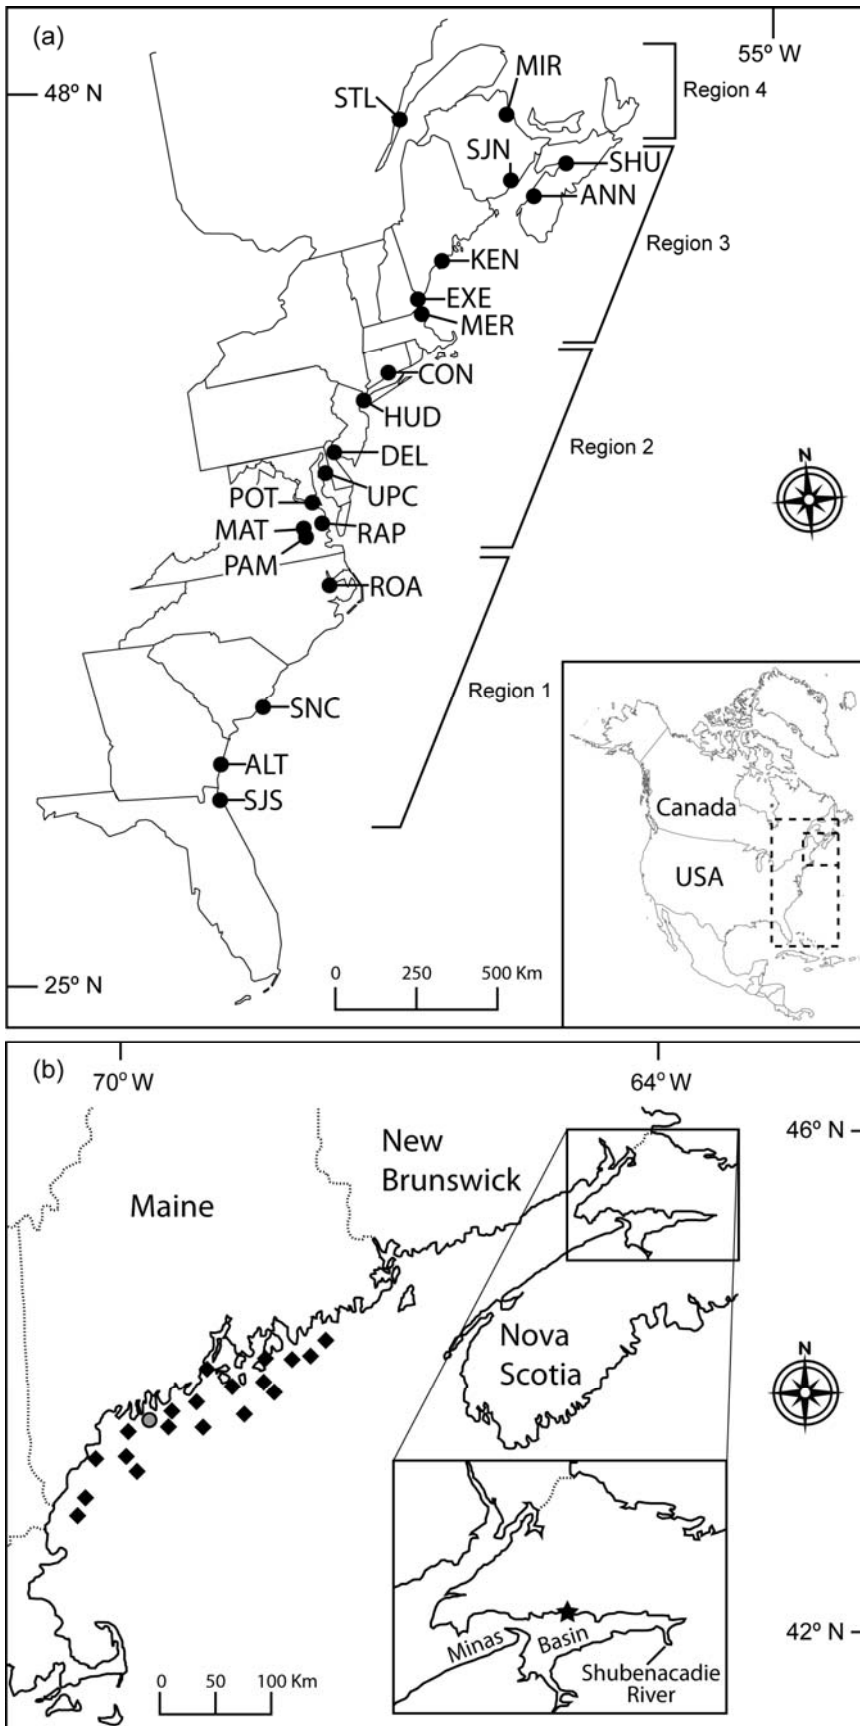 (a)
55° W
48° N
MIR
STL
Region 4
SJN
SHU
ANN
Region 3
KEN
EXE
MER
CON
HUD
Region 2
DEL
N
UPC
POT
MAT
RAP
PAM
ROA
Region 1
SNC
ALT
SJS
Canada
USA
0 250 500 Km
25° N
(b)
70° W
64° W
46° N
New
Brunswick
Maine
N
Nova
Scotia
42° N
Minas Basin
Shubenacadie
River
0 50 100 Km